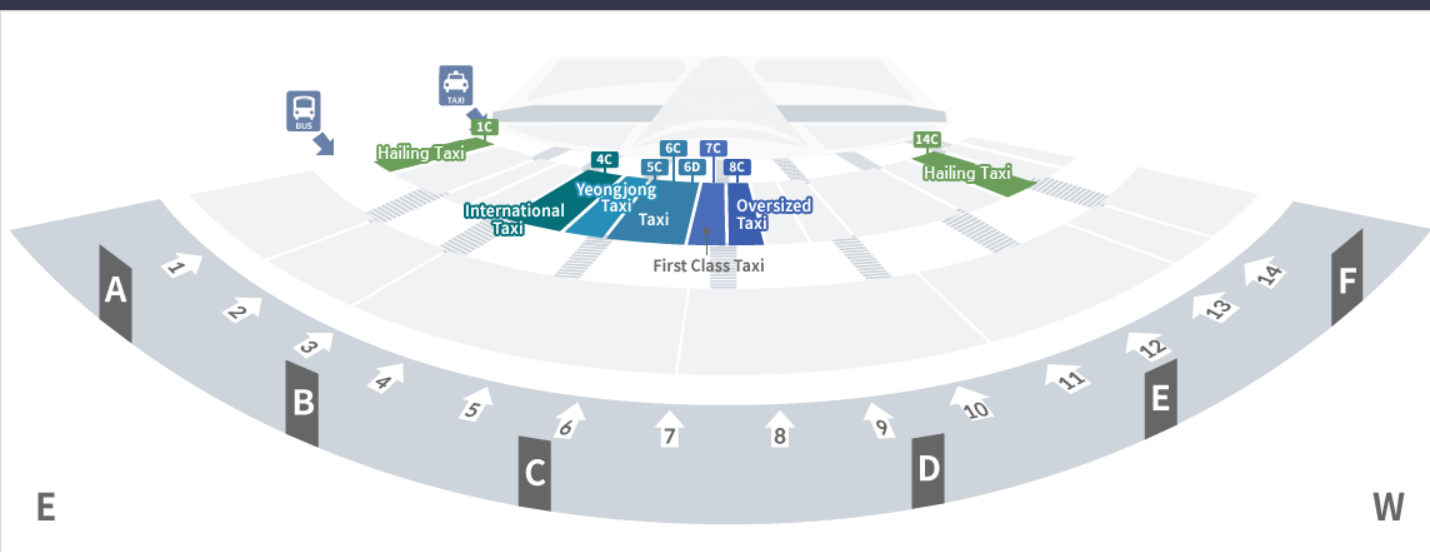 TAXI
BUS
1C
Hailing Taxi
4C
5C
6C
6D
7C
8C
14C
Hailing Taxi
International
Taxi
Yeongjong
Taxi
Taxi
Oversized
Taxi
First Class Taxi
A
B
C
D
E
F
1
2
3
4
5
6
7
8
9
10
11
12
13
14
E
W